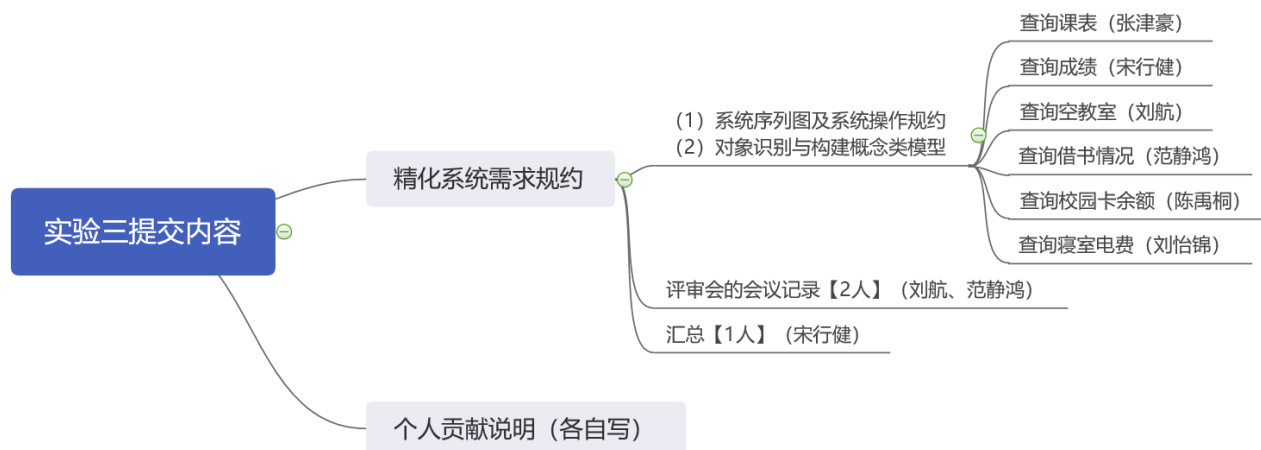 实验三提交内容
精化系统需求规约
（1）系统序列图及系统操作规约
（2）对象识别与构建概念类模型
查询课表（张津豪）
查询成绩（宋行健）
查询空教室（刘航）
查询借书情况（范静鸿）
查询校园卡余额（陈禹桐）
查询寝室电费（刘怡锦）
评审会的会议记录【2人】（刘航、范静鸿）
汇总【1人】（宋行健）
个人贡献说明（各自写）